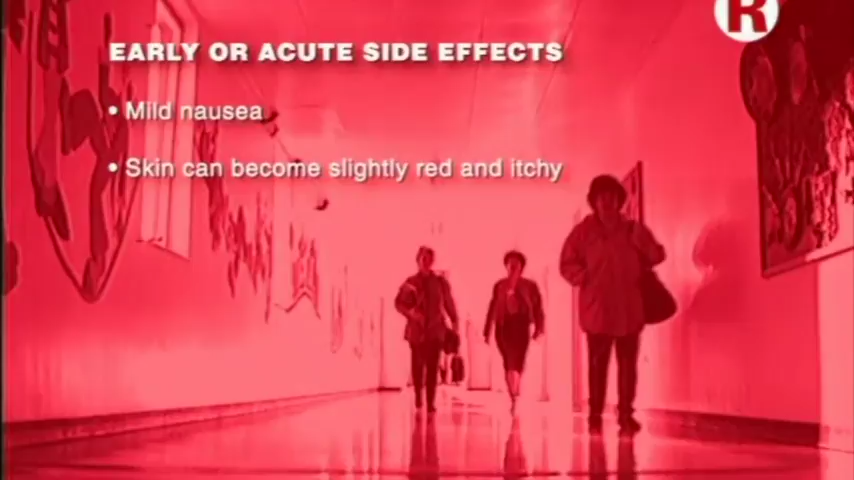 R
EARLY OR ACUTE SIDE EFFECTS
• Mild nausea
• Skin can become slightly red and itchy